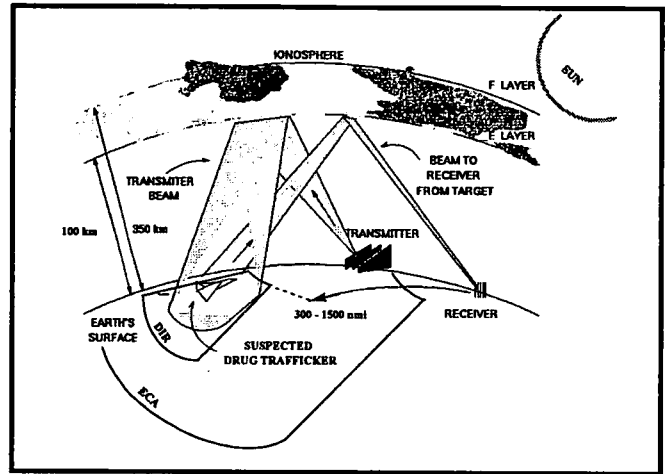 IONOSPHERE
SUN
F LAYER
E LAYER
TRANSMITER
BEAM
BEAM TO
RECEIVER
FROM TARGET
100 km
350 km
TRANSMITTER
EARTH'S
SURFACE
DIR
300 - 1500 nmi
RECEIVER
SUSPECTED
DRUG TRAFFICKER
ECA